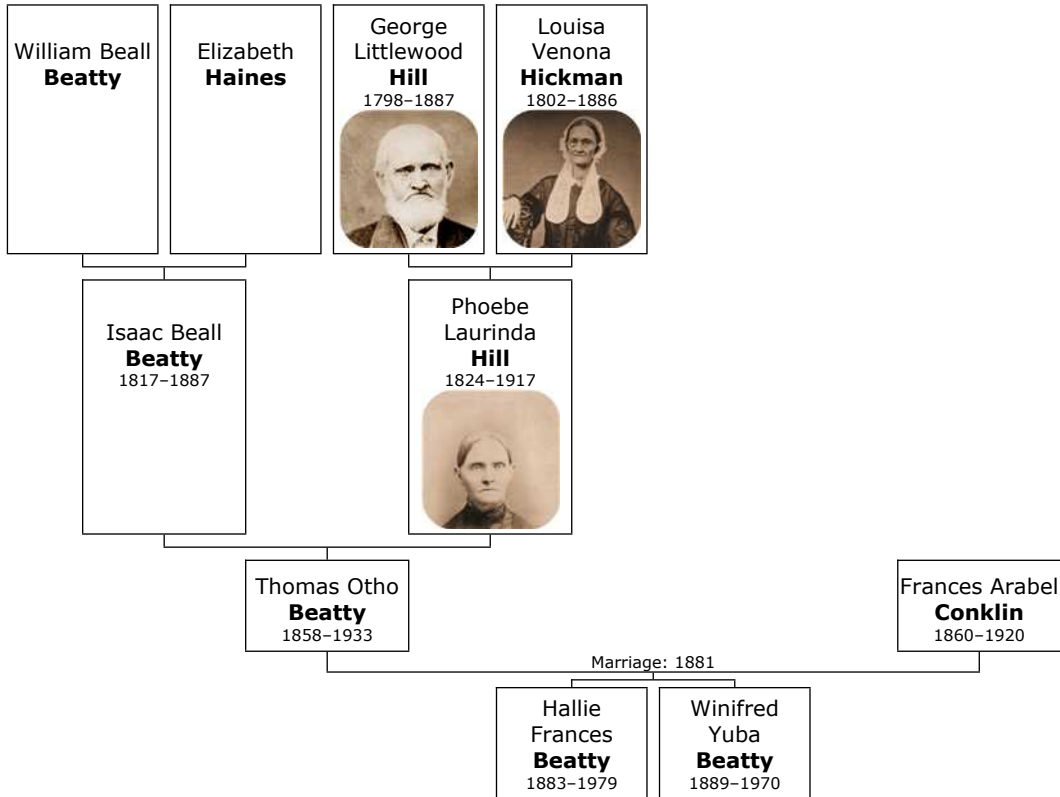 William Beall
Beatty
Elizabeth
Haines
George
Littlewood
Hill
1798–1887
Louisa
Venona
Hickman
1802–1886
Isaac Beall
Beatty
1817–1887
Phoebe
Laurinda
Hill
1824–1917
Thomas Otho
Beatty
1858–1933
Frances Arabel
Conklin
1860–1920
Marriage: 1881
Hallie
Frances
Beatty
1883–1979
Winifred
Yuba
Beatty
1889–1970